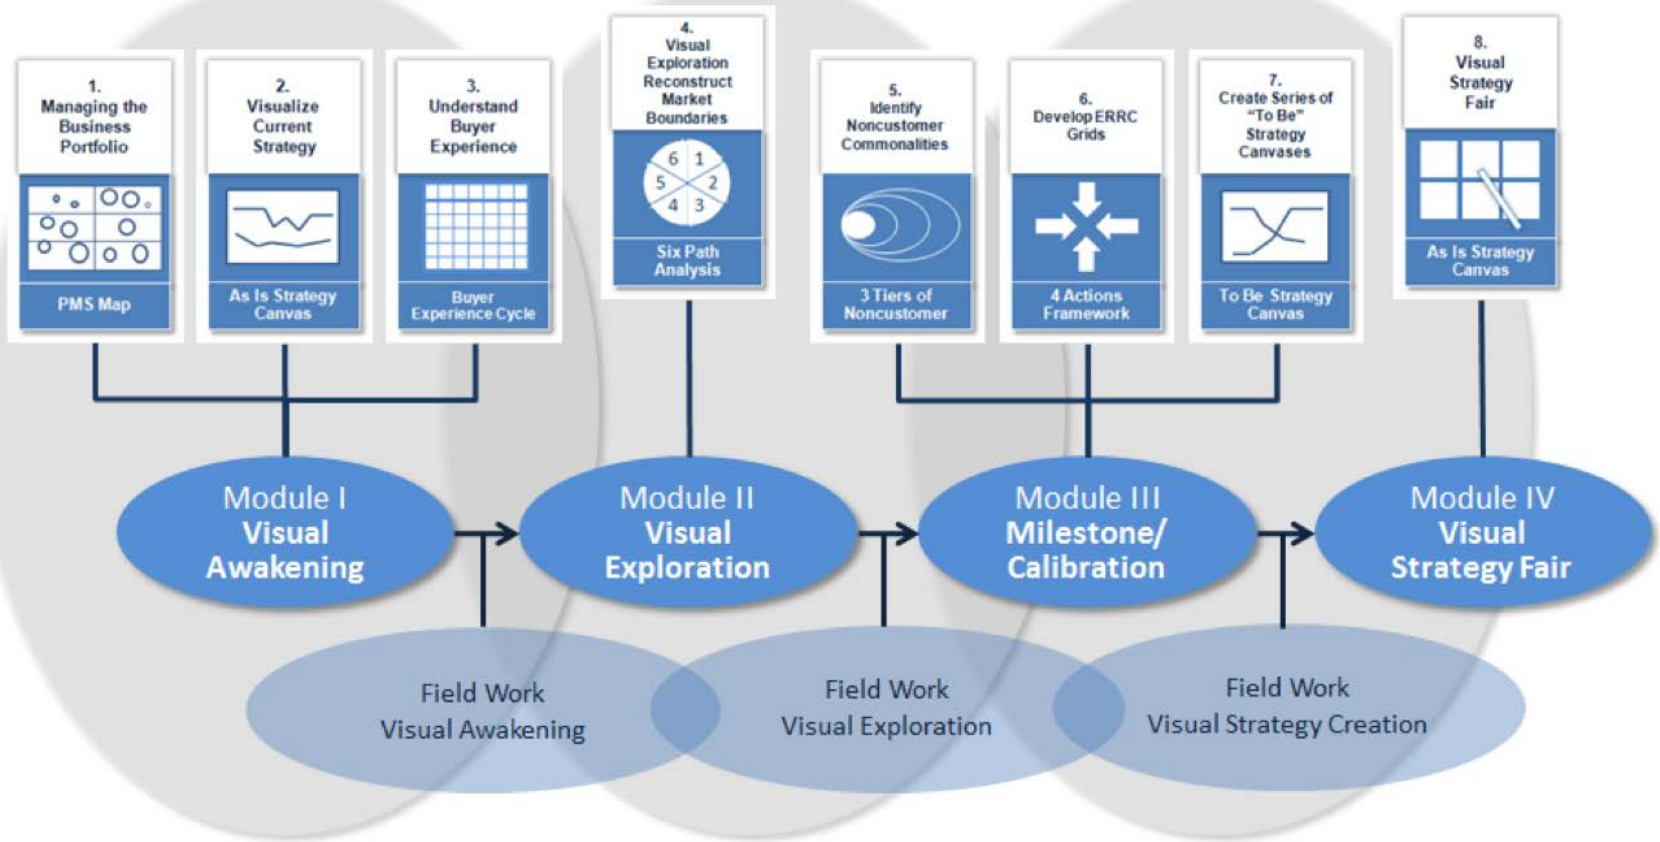 1.
Managing the
Business
Portfolio
PMS Map
2.
Visualize
Current
Strategy
As Is Strategy
Canvas
3.
Understand
Buyer
Experience
Buyer
Experience Cycle
4.
Visual
Exploration
Reconstruct
Market
Boundaries
6 1
5 2
4 3
Six Path
Analysis
5.
Identify
Noncustomer
Commonalities
3 Tiers of
Noncustomer
6.
Develop ERRC
Grids
4 Actions
Framework
7.
Create Series of
"To Be"
Strategy
Canvases
To Be Strategy
Canvas
8.
Visual
Strategy
Fair
As Is Strategy
Canvas
Module I
Visual
Awakening
Module II
Visual
Exploration
Module III
Milestone/
Calibration
Module IV
Visual
Strategy Fair
Field Work
Visual Awakening
Field Work
Visual Exploration
Field Work
Visual Strategy Creation